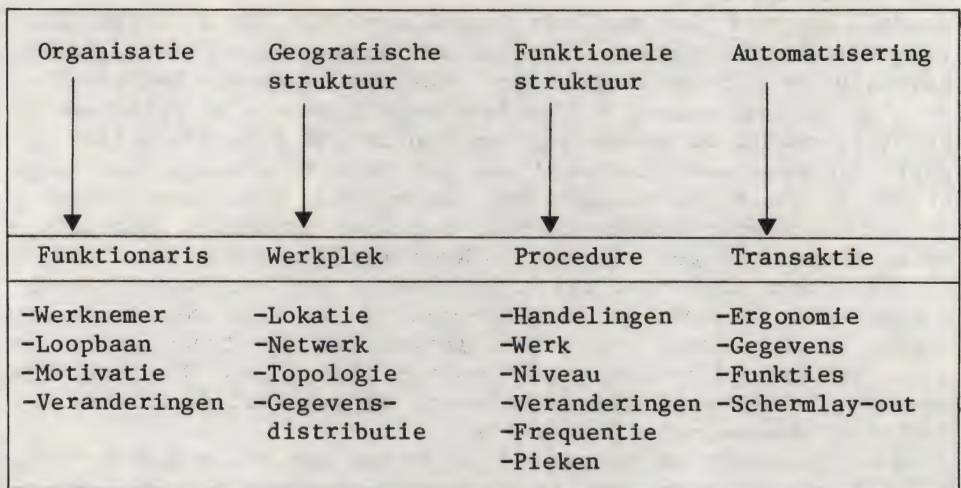 Organisatie Geografische struktuur Funktionele struktuur Automatisering
Funktionaris Werkplek Procedure Transaktie
-Werknemer
-Loopbaan
-Motivatie
-Veranderingen
-Lokatie
-Netwerk
-Topologie
-Gegevens-
distributie
-Handelingen
-Werk
-Niveau
-Veranderingen
-Frequentie
-Pieken
-Ergonomie
-Gegevens
-Funkties
-Schermlay-out